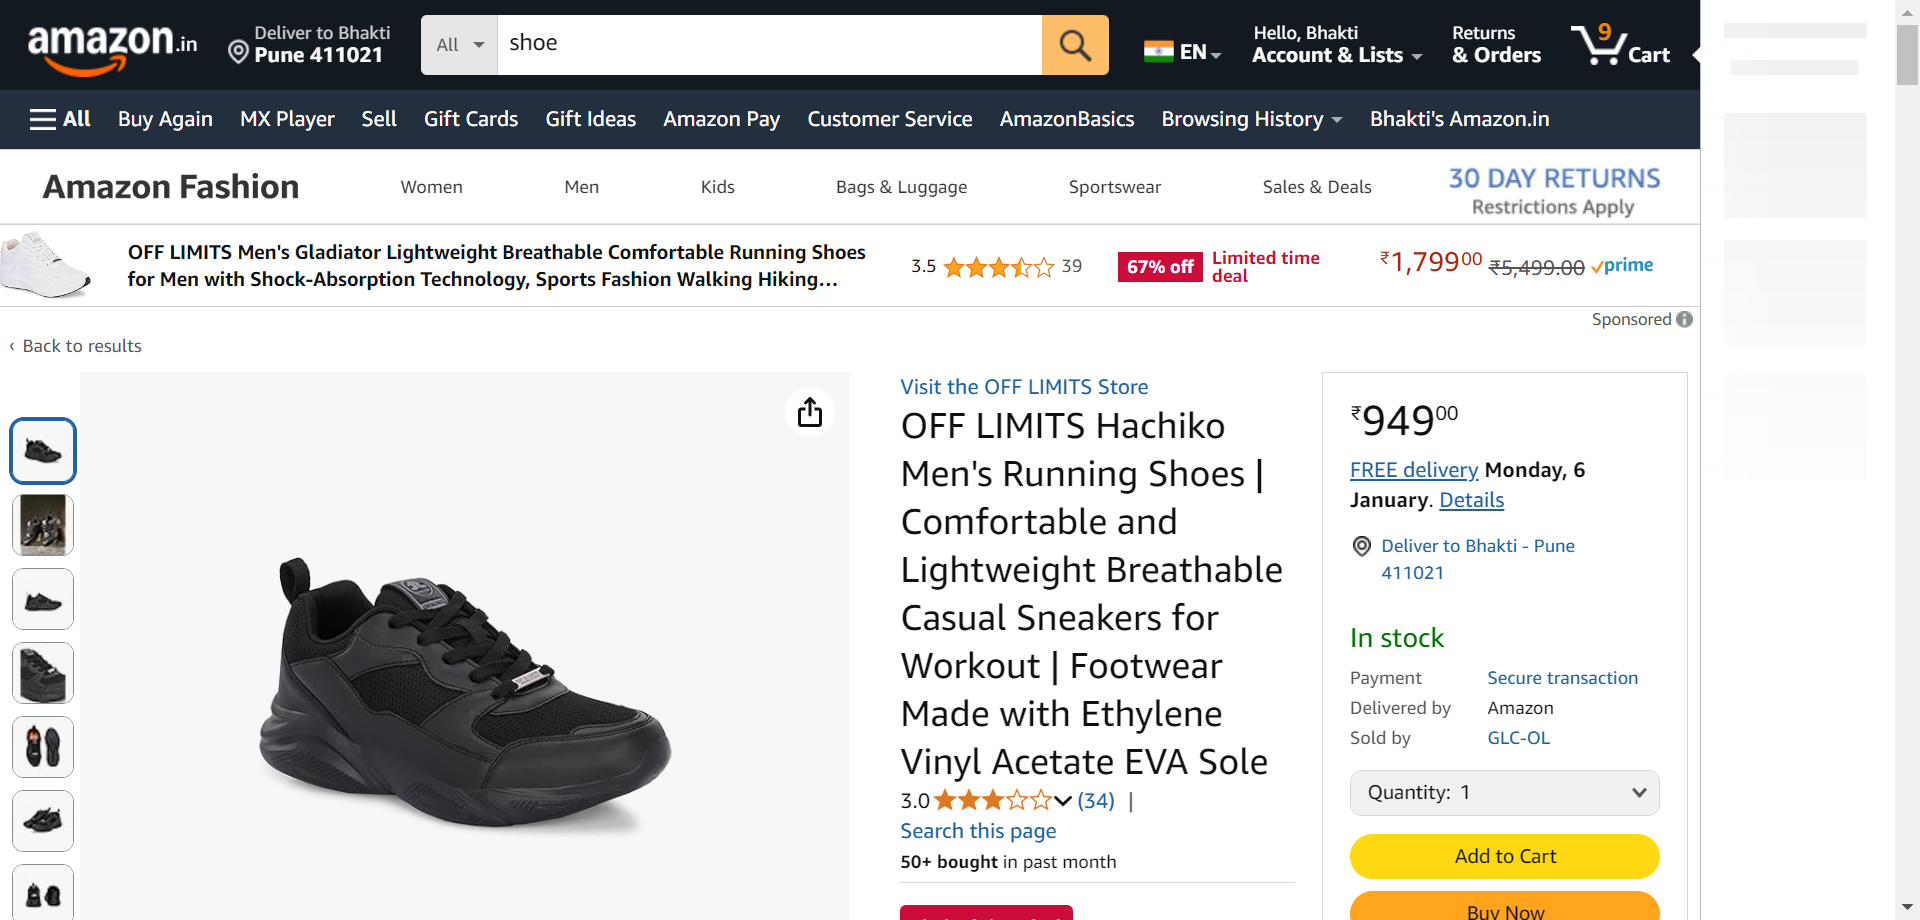 amazon.in
Deliver to Bhakti
Pune 411021
All
shoe
EN
Hello, Bhakti
Account & Lists
Returns
& Orders
9
Cart
All
Buy Again
MX Player
Sell
Gift Cards
Gift Ideas
Amazon Pay
Customer Service
AmazonBasics
Browsing History
Bhakti's Amazon.in
Amazon Fashion
Women
Men
Kids
Bags & Luggage
Sportswear
Sales & Deals
30 DAY RETURNS
Restrictions Apply
OFF LIMITS Men's Gladiator Lightweight Breathable Comfortable Running Shoes
for Men with Shock-Absorption Technology, Sports Fashion Walking Hiking...
3.5
39
67% off
Limited time
deal
₹1,79900
₹5,499.00
prime
Sponsored
‹ Back to results
Visit the OFF LIMITS Store
OFF LIMITS Hachiko
Men's Running Shoes |
Comfortable and
Lightweight Breathable
Casual Sneakers for
Workout | Footwear
Made with Ethylene
Vinyl Acetate EVA Sole
3.0
(34) |
Search this page
50+ bought in past month
₹94900
FREE delivery Monday, 6
January. Details
Deliver to Bhakti - Pune
411021
In stock
Payment
Secure transaction
Delivered by
Amazon
Sold by
GLC-OL
Quantity: 1
Add to Cart
Buy Now